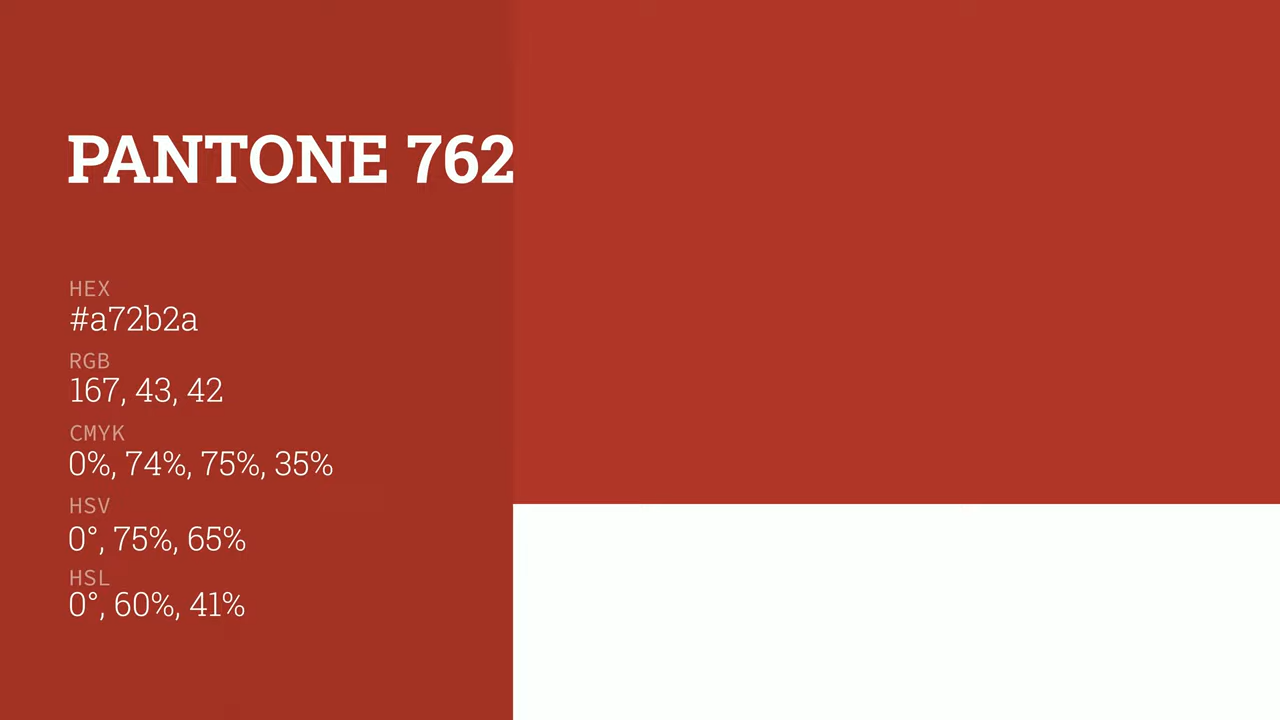 PANTONE 762
HEX
#a72b2a
RGB
167, 43, 42
CMYK
0%, 74%, 75%, 35%
HSV
0°, 75%, 65%
HSL
0°, 60%, 41%